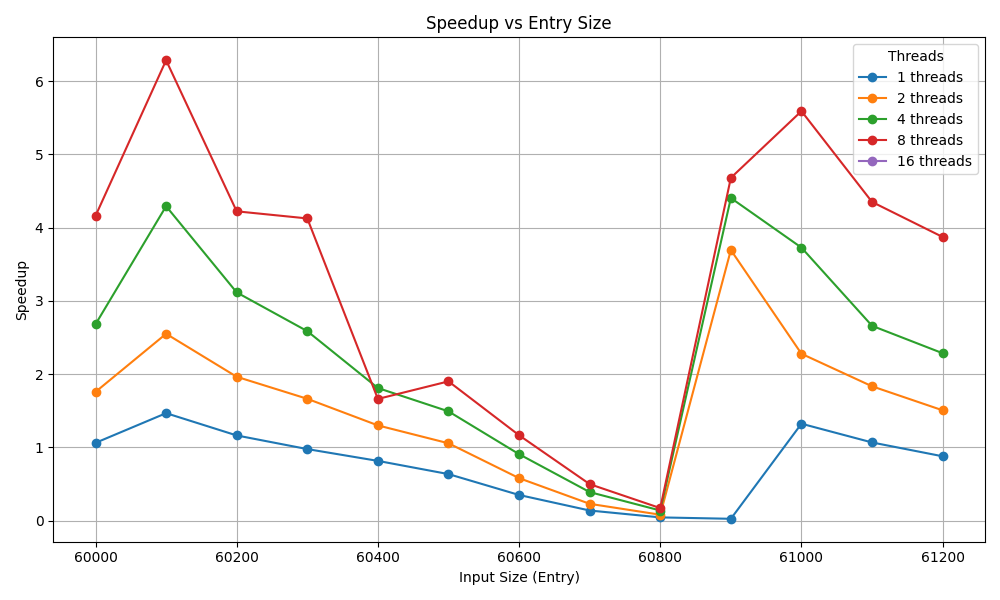 Speedup vs Entry Size
Speedup
6
5
4
3
2
1
0
60000
60200
60400
60600
60800
61000
61200
Input Size (Entry)
Threads
1 threads
2 threads
4 threads
8 threads
16 threads